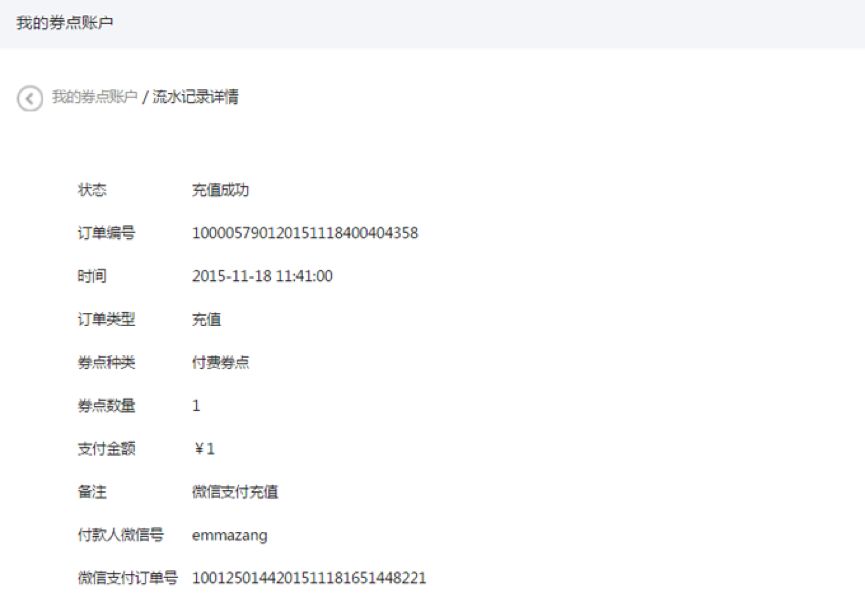 我的券点账户
我的券点账户 / 流水记录详情
状态 充值成功
订单编号 100005790120151118400404358
时间 2015-11-18 11:41:00
订单类型 充值
券点种类 付费券点
券点数量 1
支付金额 ￥1
备注 微信支付充值
付款人微信号 emmazang
微信支付订单号 1001250144201511181651448221